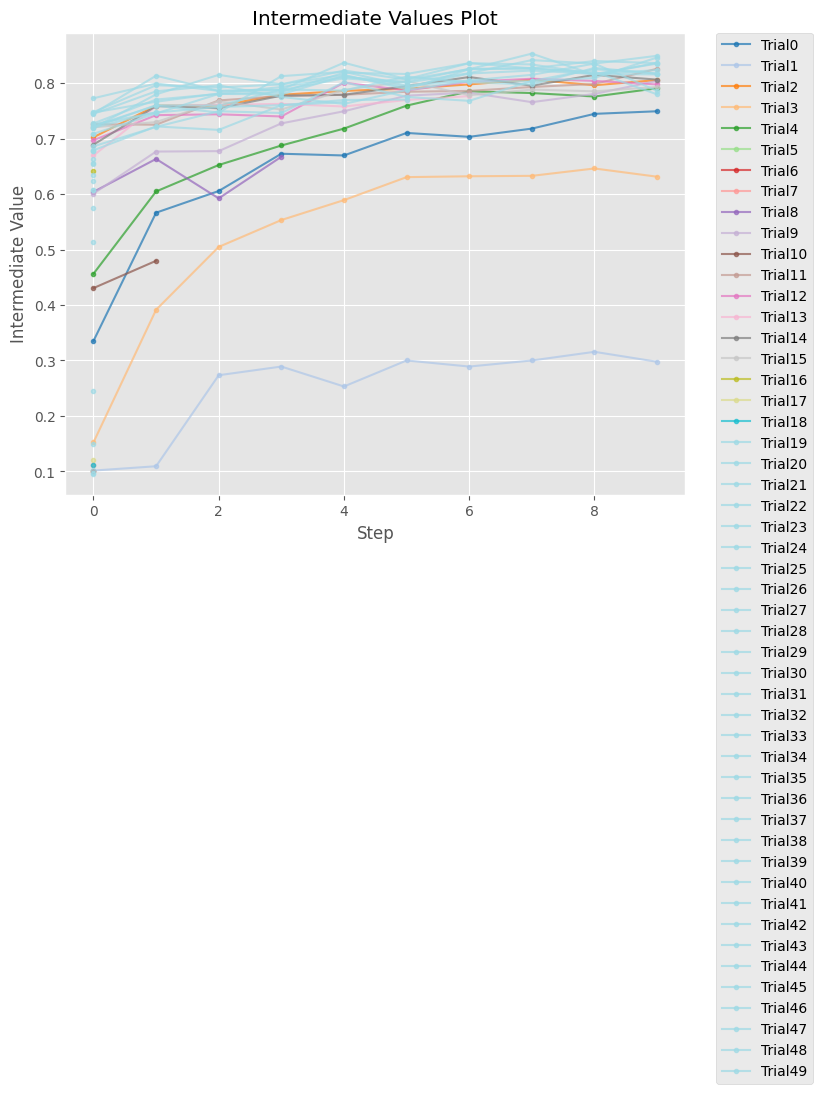 Intermediate Values Plot
Intermediate Value
0.8
0.7
0.6
0.5
0.4
0.3
0.2
0.1
0
2
4
6
8
Step
Trial0
Trial1
Trial2
Trial3
Trial4
Trial5
Trial6
Trial7
Trial8
Trial9
Trial10
Trial11
Trial12
Trial13
Trial14
Trial15
Trial16
Trial17
Trial18
Trial19
Trial20
Trial21
Trial22
Trial23
Trial24
Trial25
Trial26
Trial27
Trial28
Trial29
Trial30
Trial31
Trial32
Trial33
Trial34
Trial35
Trial36
Trial37
Trial38
Trial39
Trial40
Trial41
Trial42
Trial43
Trial44
Trial45
Trial46
Trial47
Trial48
Trial49